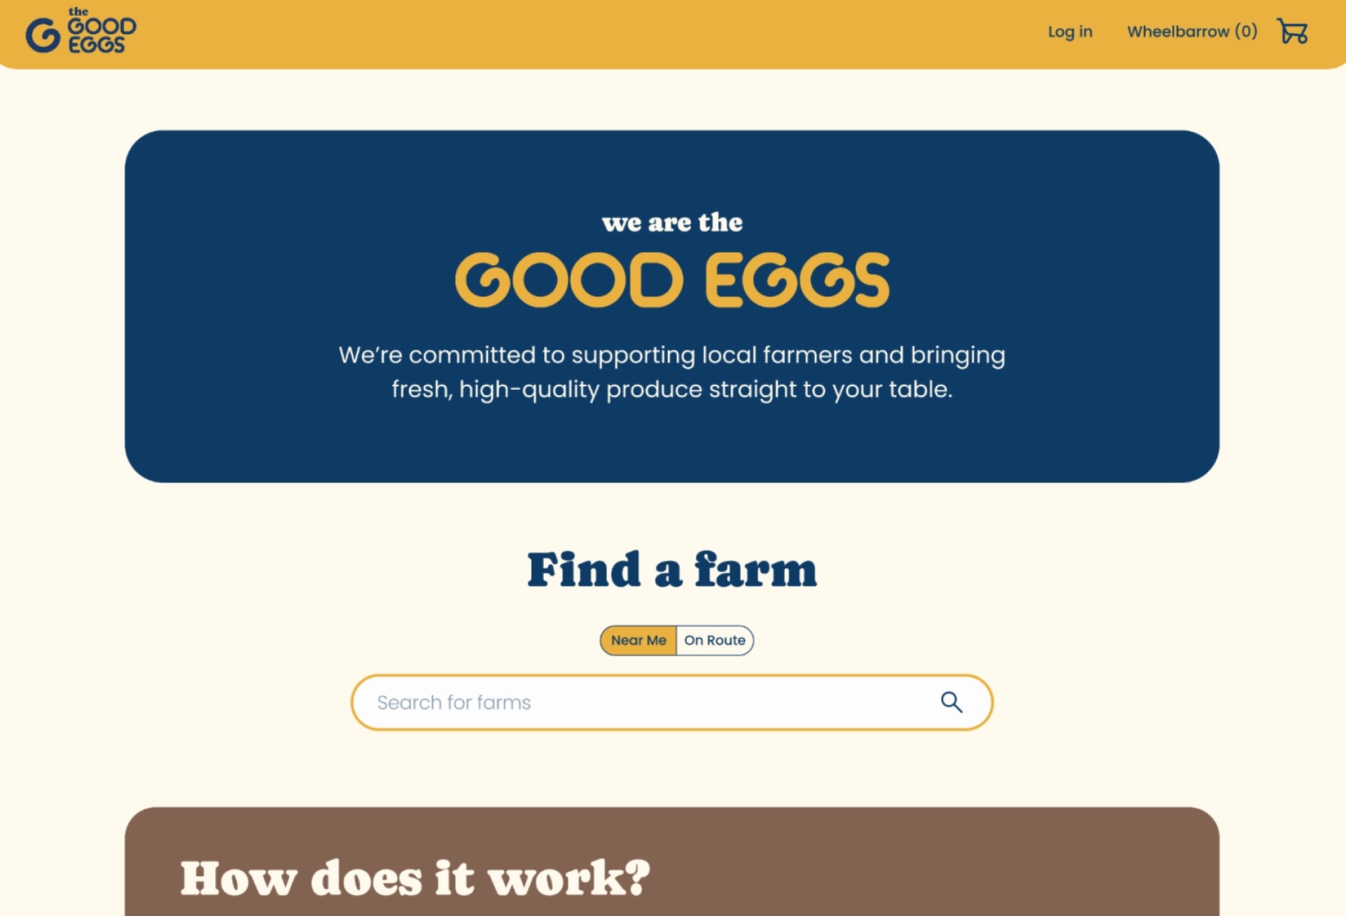 the
GOOD
EGGS
Log in
Wheelbarrow (0)
we are the
GOOD EGGS
We’re committed to supporting local farmers and bringing
fresh, high-quality produce straight to your table.
Find a farm
Near Me
On Route
Search for farms
How does it work?